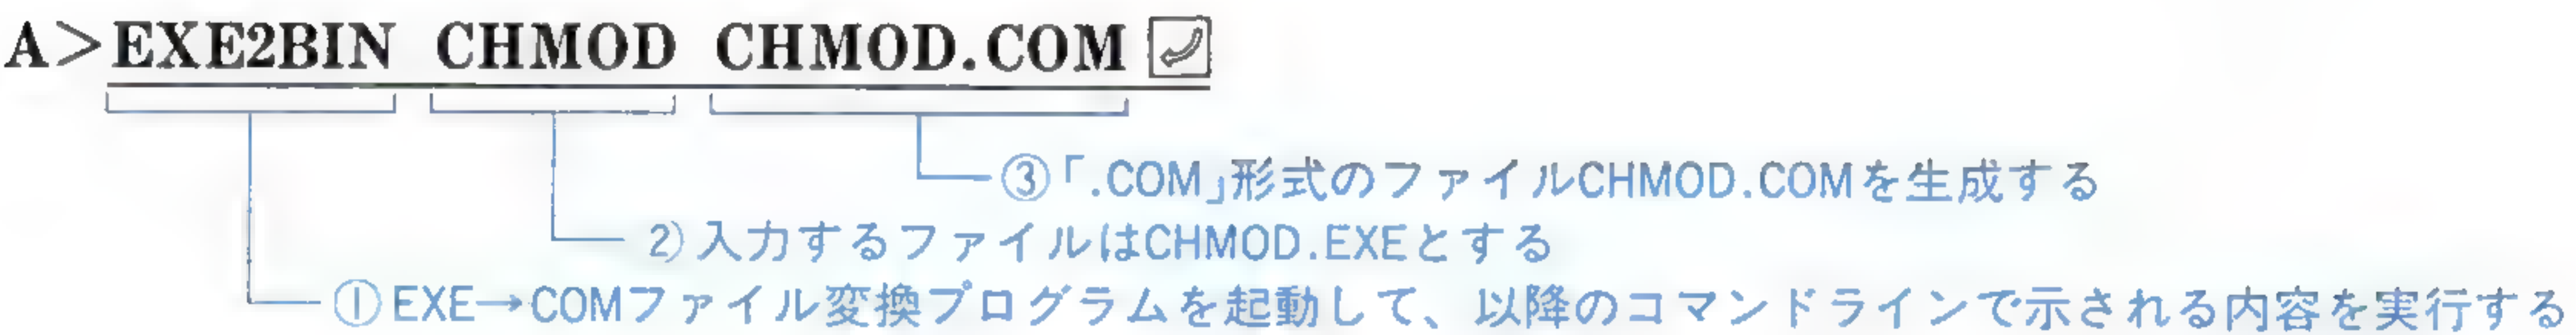 A>EXE2BIN CHMOD CHMOD.COM
③「.COM」形式のファイルCHMOD.COMを生成する
2)入力するファイルはCHMOD.EXEとする
①EXE→COMファイル変換プログラムを起動して、以降のコマンドラインで示される内容を実行する